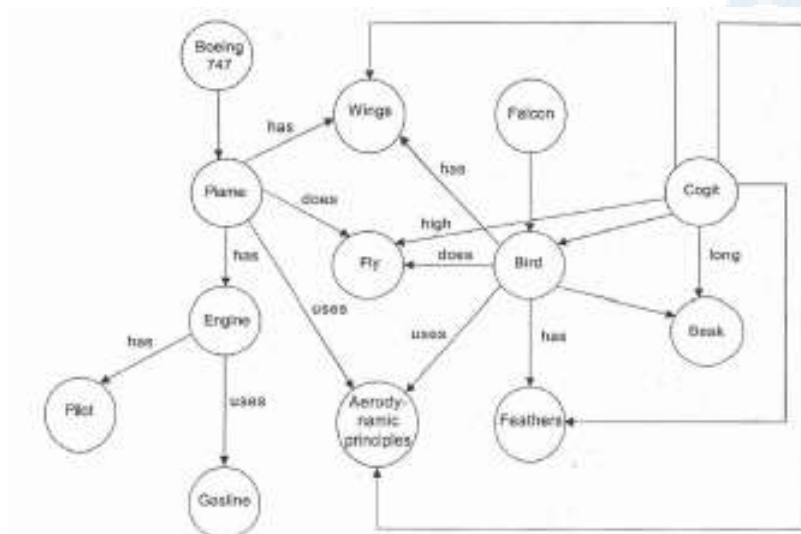 Boeing
747
Wings
Falcon
has
has
Plame
Cogit
does
high
Fly
does
Bird
long
has
Engine
uses
uses
has
Beak
has
Pilot
uses
Aerody-
namic
principles
Feathers
Gasline